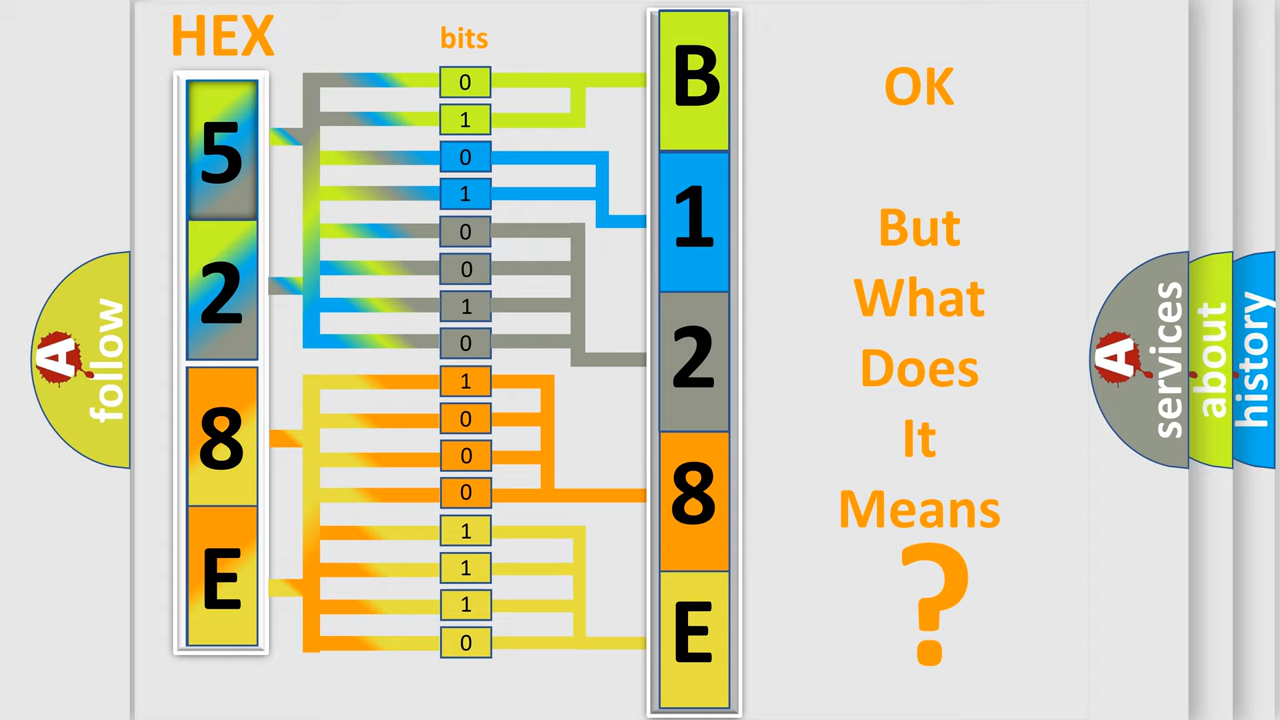 HEX
bits
5
2
8
E
0
1
0
1
0
0
1
0
1
0
0
0
1
1
1
0
B
1
2
8
E
OK
But
What
Does
It
Means
?
A
follow
A
services
about
history